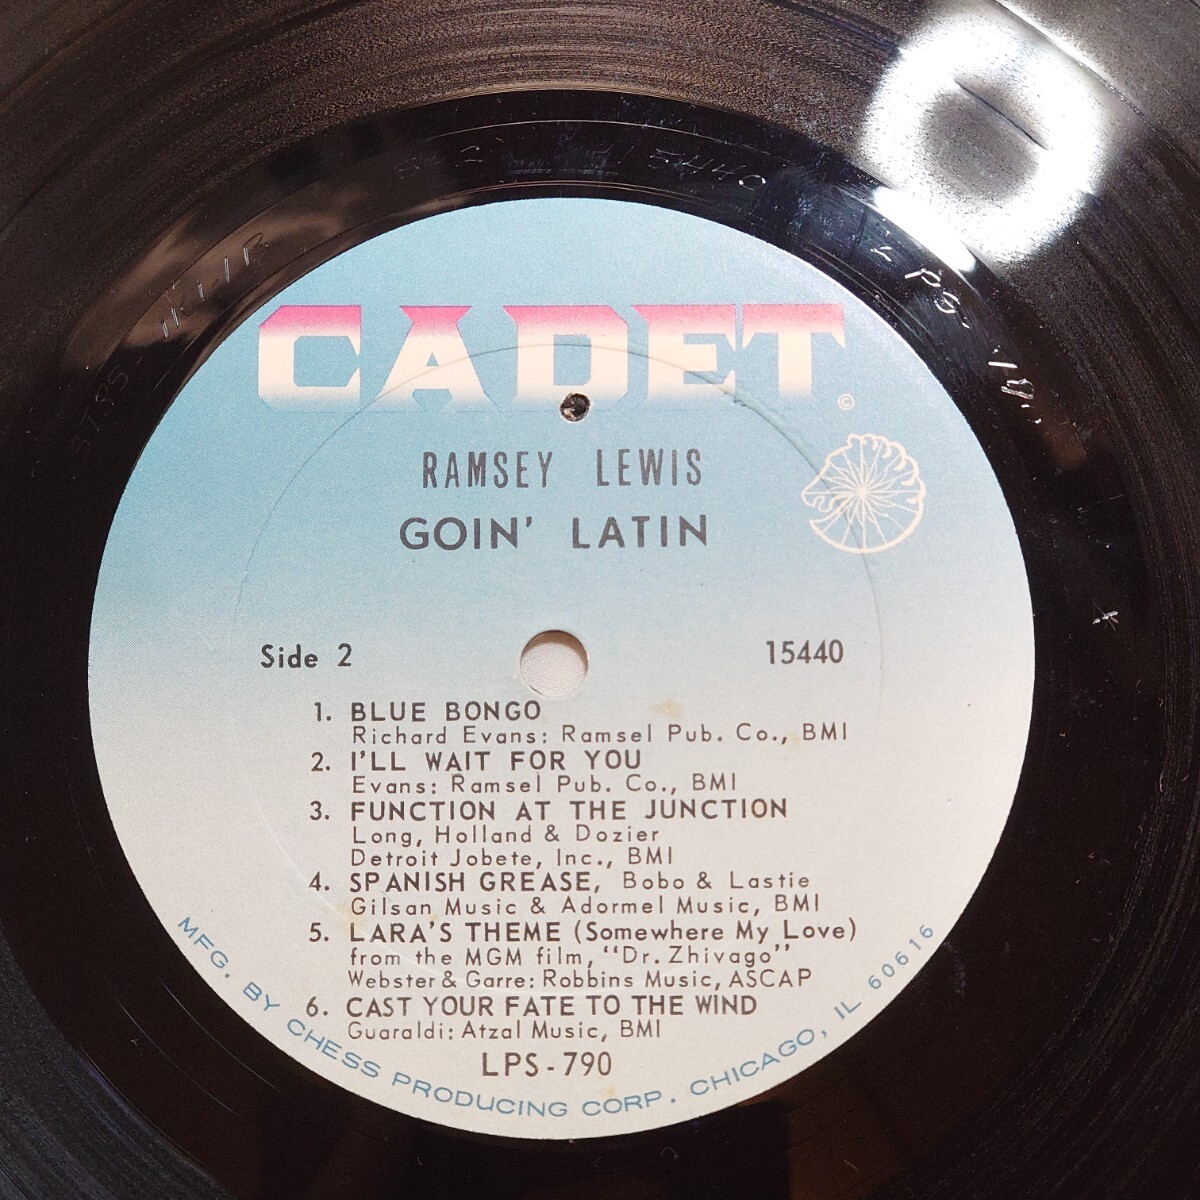 CADET
©
RAMSEY LEWIS
GOIN' LATIN
Side 2
15440
1. BLUE BONGO
Richard Evans: Ramsel Pub. Co., BMI
2. I'LL WAIT FOR YOU
Evans: Ramsel Pub. Co., BMI
3. FUNCTION AT THE JUNCTION
Long, Holland & Dozier
Detroit Jobete, Inc., BMI
4. SPANISH GREASE, Bobo & Lastie
Gilsan Music & Adormel Music, BMI
5. LARA'S THEME (Somewhere My Love)
from the MGM film, "Dr. Zhivago"
Webster & Garre: Robbins Music, ASCAP
6. CAST YOUR FATE TO THE WIND
Guaraldi: Atzal Music, BMI
LPS-790
MFG. BY CHESS PRODUCING CORP. CHICAGO, IL 60616